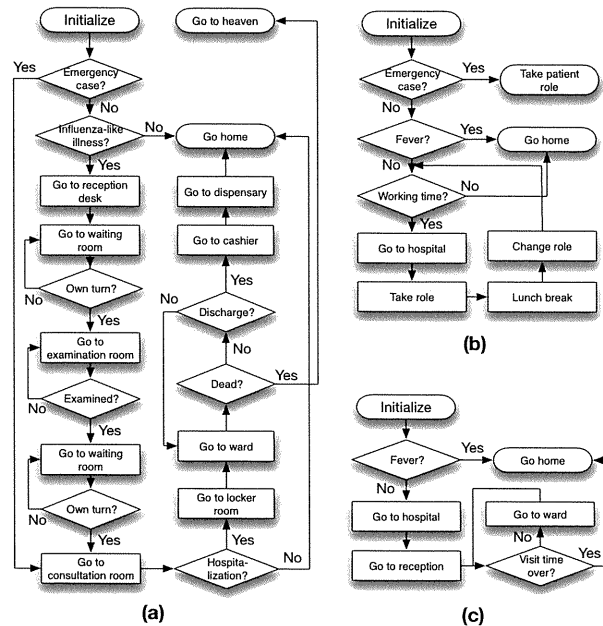 Initialize
Emergency
case?
Yes
No
Influenza-like
illness?
No
Yes
Go to reception
desk
Go to waiting
room
Own turn?
No
Yes
Go to
examination room
Examined?
No
Yes
Go to waiting
room
Own turn?
No
Yes
Go to
consultation room
Go to heaven
Go home
Go to dispensary
Go to cashier
Yes
Discharge?
No
No
Dead?
Yes
Go to ward
Go to locker
room
Yes
Hospita-
lization?
No
(a)
Initialize
Emergency
case?
Yes
Take patient
role
No
Fever?
Yes
Go home
No
Working time?
No
Yes
Go to hospital
Take role
Change role
Lunch break
(b)
Initialize
Fever?
Yes
Go home
No
Go to hospital
Go to reception
Go to ward
No
Yes
Visit time
over?
(c)